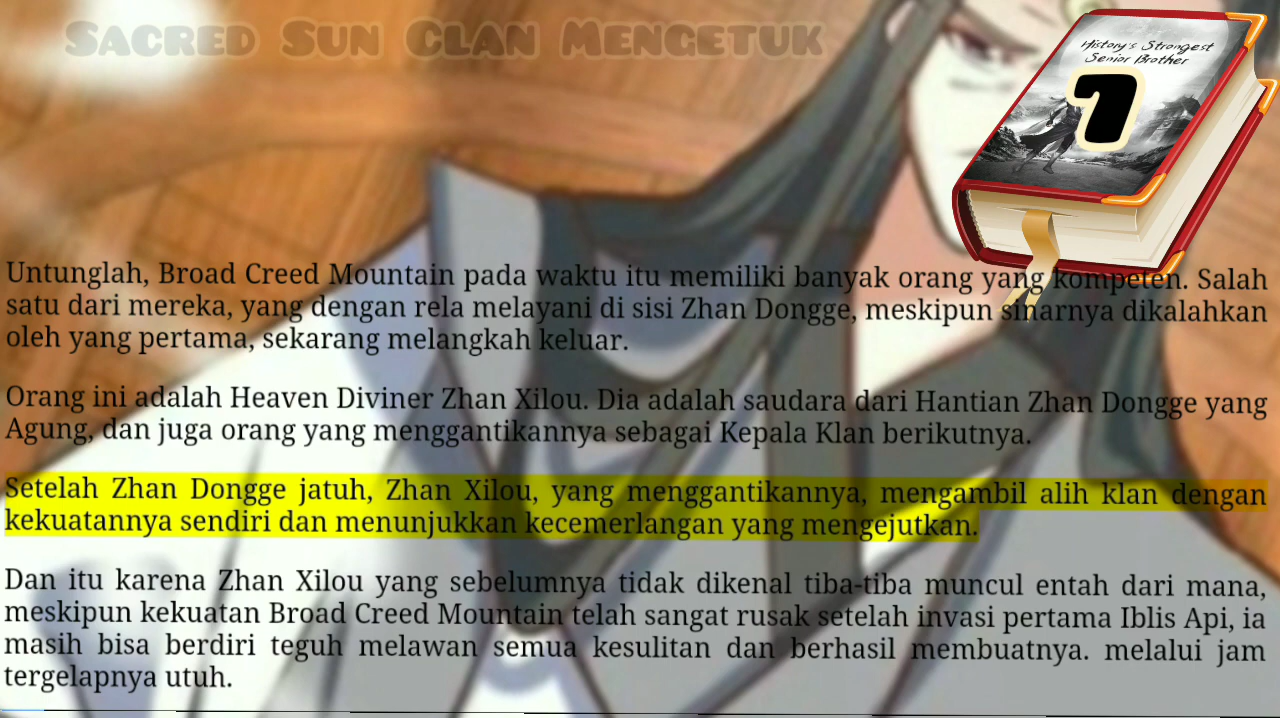 Sacred Sun Clan Mengetuk
History's Strongest
Senior Brother
7
Untunglah, Broad Creed Mountain pada waktu itu memiliki banyak orang yang kompeten. Salah
satu dari mereka, yang dengan rela melayani di sisi Zhan Dongge, meskipun sinarnya dikalahkan
oleh yang pertama, sekarang melangkah keluar.
Orang ini adalah Heaven Diviner Zhan Xilou. Dia adalah saudara dari Hantian Zhan Dongge yang
Agung, dan juga orang yang menggantikannya sebagai Kepala Klan berikutnya.
Setelah Zhan Dongge jatuh, Zhan Xilou, yang menggantikannya, mengambil alih klan dengan
kekuatannya sendiri dan menunjukkan kecemerlangan yang mengejutkan.
Dan itu karena Zhan Xilou yang sebelumnya tidak dikenal tiba-tiba muncul entah dari mana,
meskipun kekuatan Broad Creed Mountain telah sangat rusak setelah invasi pertama Iblis Api, ia
masih bisa berdiri teguh melawan semua kesulitan dan berhasil membuatnya. melalui jam
tergelapnya utuh.